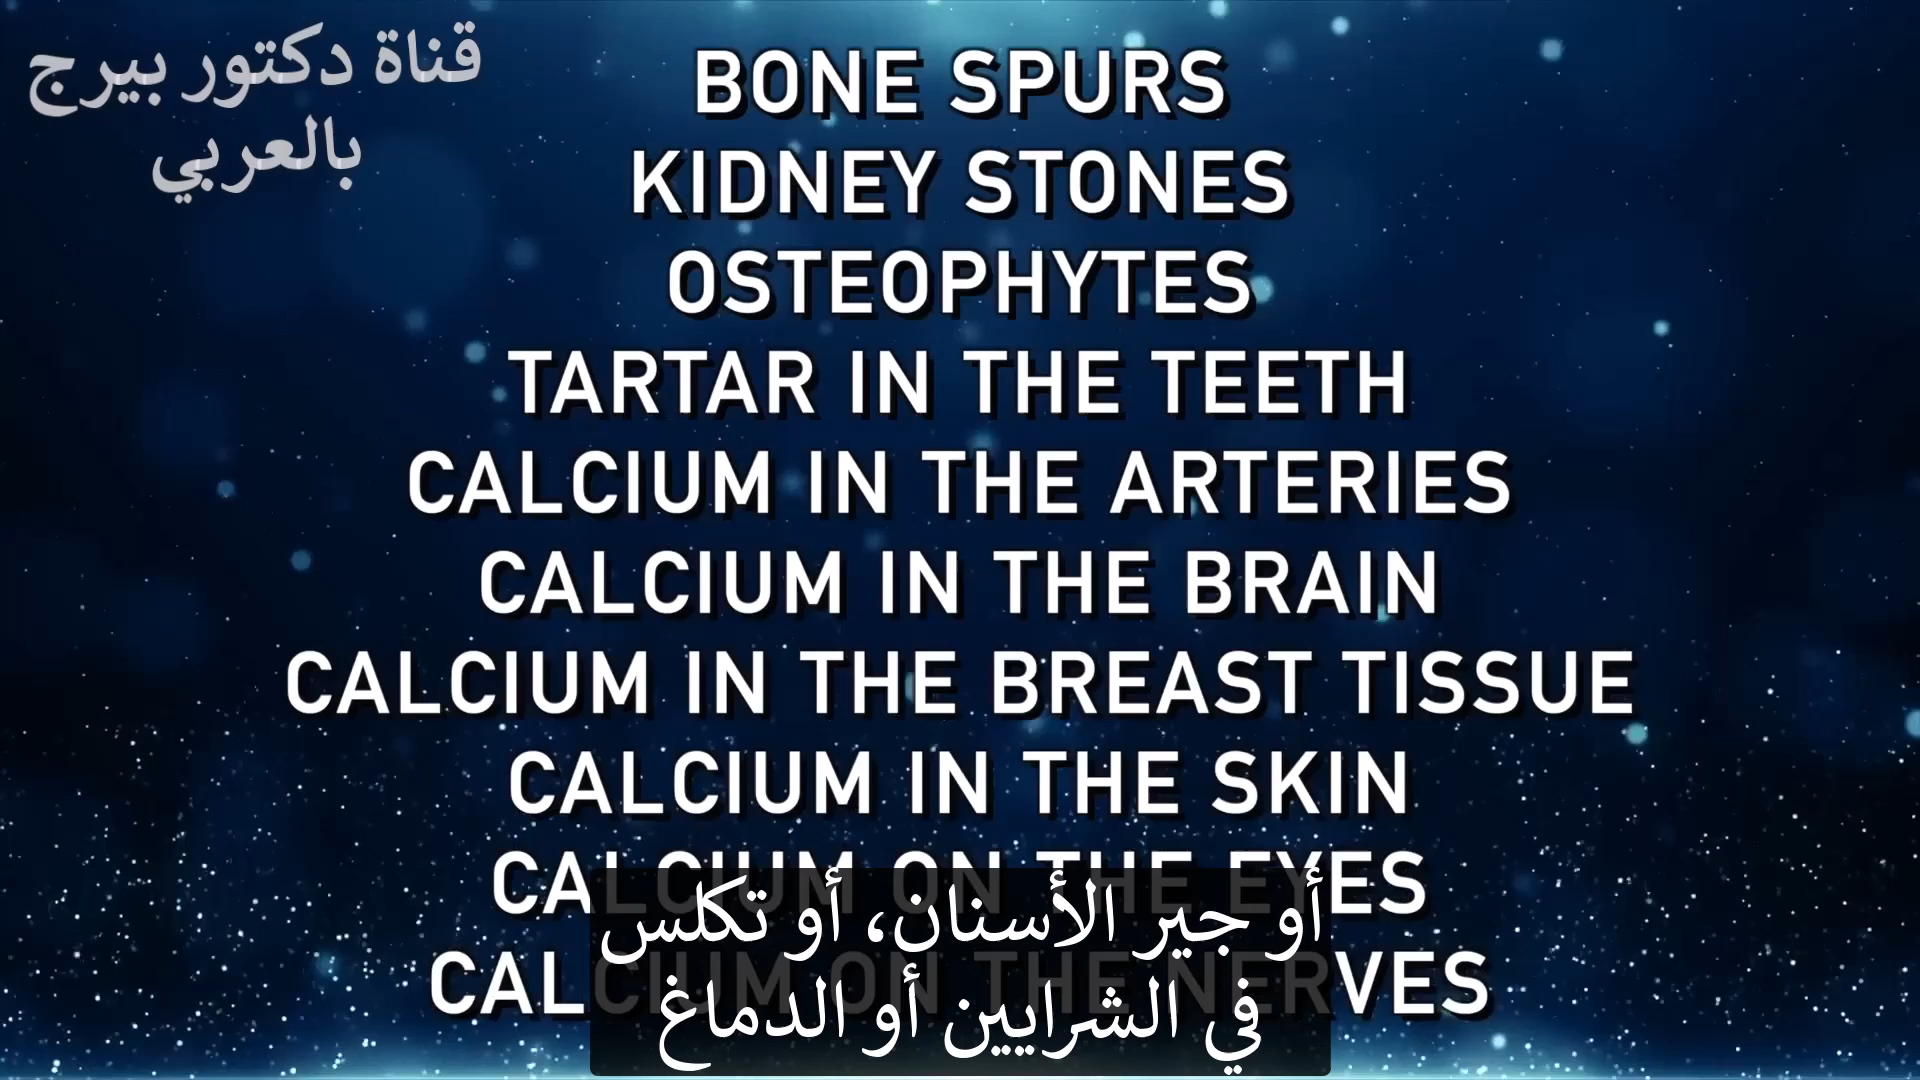 قناة دكتور بيرج
بالعربي
BONE SPURS
KIDNEY STONES
OSTEOPHYTES
TARTAR IN THE TEETH
CALCIUM IN THE ARTERIES
CALCIUM IN THE BRAIN
CALCIUM IN THE BREAST TISSUE
CALCIUM IN THE SKIN
CALCIUM ON THE EYES
CALCIUM ON THE NERVES
أو جير الأسنان، أو تكلس
في الشرايين أو الدماغ